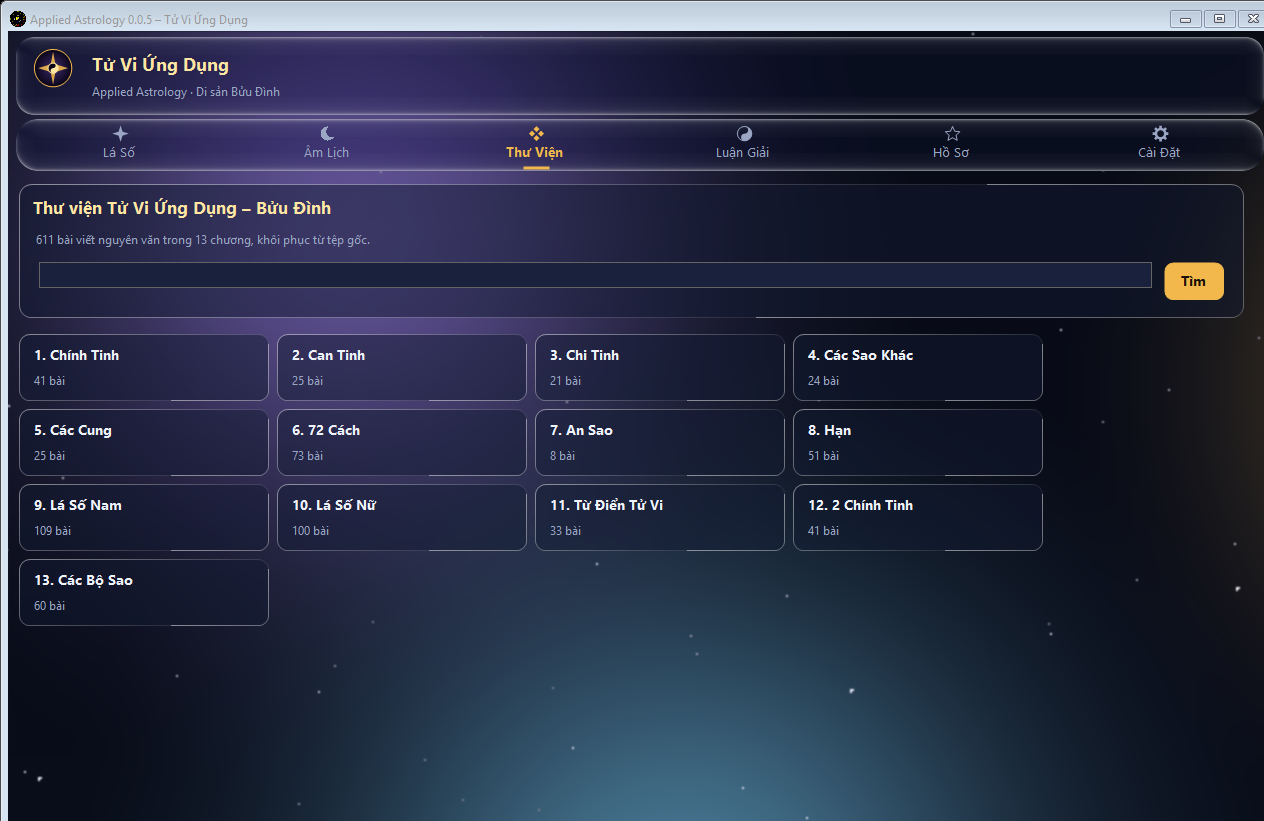 Applied Astrology 0.0.5 – Tử Vi Ứng Dụng
Tử Vi Ứng Dụng
Applied Astrology · Di sản Bửu Đình
Lá Số
Âm Lịch
Thư Viện
Luận Giải
Hồ Sơ
Cài Đặt
Thư viện Tử Vi Ứng Dụng – Bửu Đình
611 bài viết nguyên văn trong 13 chương, khôi phục từ tệp gốc.
Tìm
1. Chính Tinh
41 bài
2. Can Tinh
25 bài
3. Chi Tinh
21 bài
4. Các Sao Khác
24 bài
5. Các Cung
25 bài
6. 72 Cách
73 bài
7. An Sao
8 bài
8. Hạn
51 bài
9. Lá Số Nam
109 bài
10. Lá Số Nữ
100 bài
11. Từ Điển Tử Vi
33 bài
12. 2 Chính Tinh
41 bài
13. Các Bộ Sao
60 bài